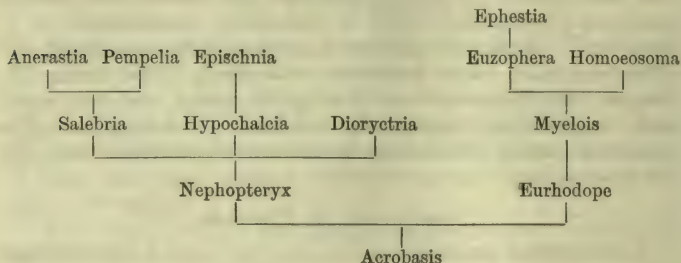 Ephestia
Anerastia Pempelia Epischnia Euzophera Homoeosoma
Salebria Hypochalcia Dioryctria Myelois
Nephopteryx Eurhodope
Acrobasis